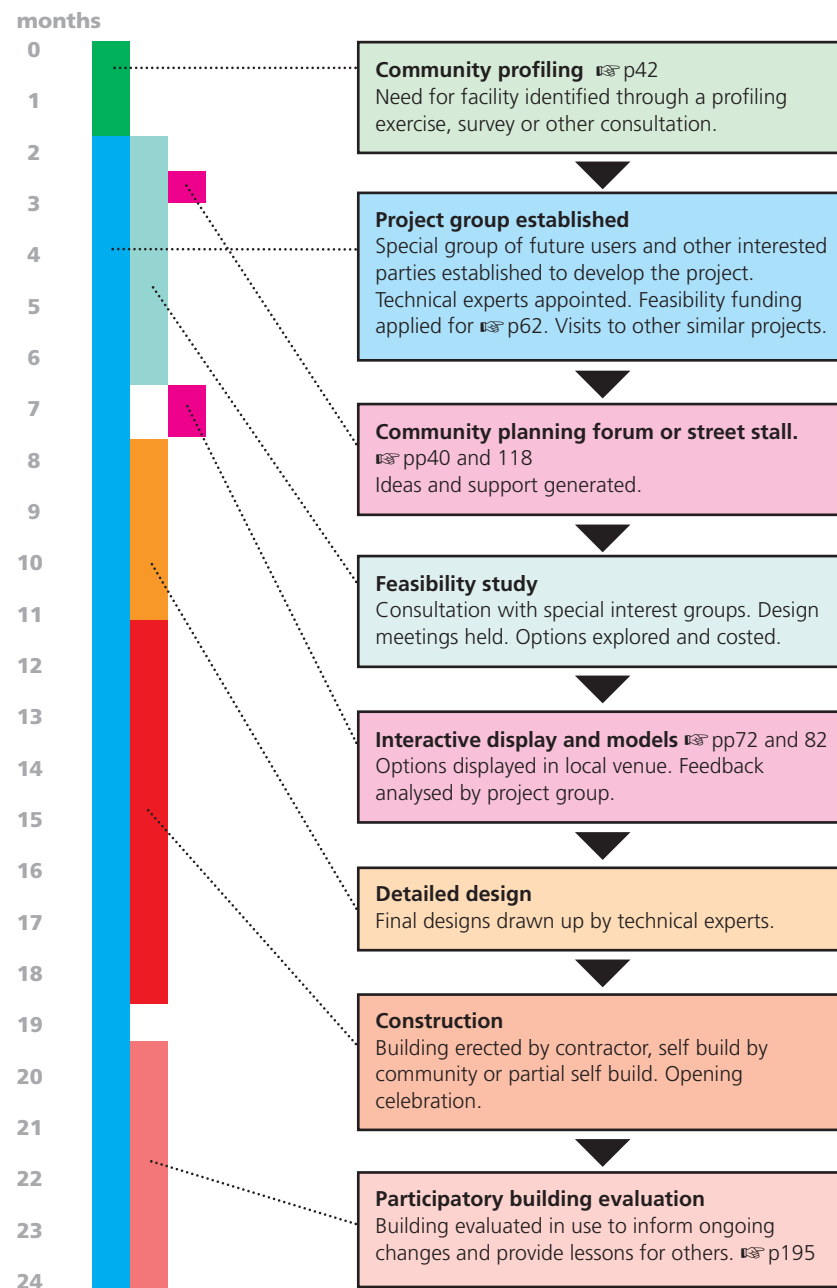 months
0
1
2
3
4
5
6
7
8
9
10
11
12
13
14
15
16
17
18
19
20
21
22
23
24
Community profiling ☞ p42
Need for facility identified through a profiling
exercise, survey or other consultation.
Project group established
Special group of future users and other interested
parties established to develop the project.
Technical experts appointed. Feasibility funding
applied for ☞ p62. Visits to other similar projects.
Community planning forum or street stall.
☞ pp40 and 118
Ideas and support generated.
Feasibility study
Consultation with special interest groups. Design
meetings held. Options explored and costed.
Interactive display and models ☞ pp72 and 82
Options displayed in local venue. Feedback
analysed by project group.
Detailed design
Final designs drawn up by technical experts.
Construction
Building erected by contractor, self build by
community or partial self build. Opening
celebration.
Participatory building evaluation
Building evaluated in use to inform ongoing
changes and provide lessons for others. ☞ p195